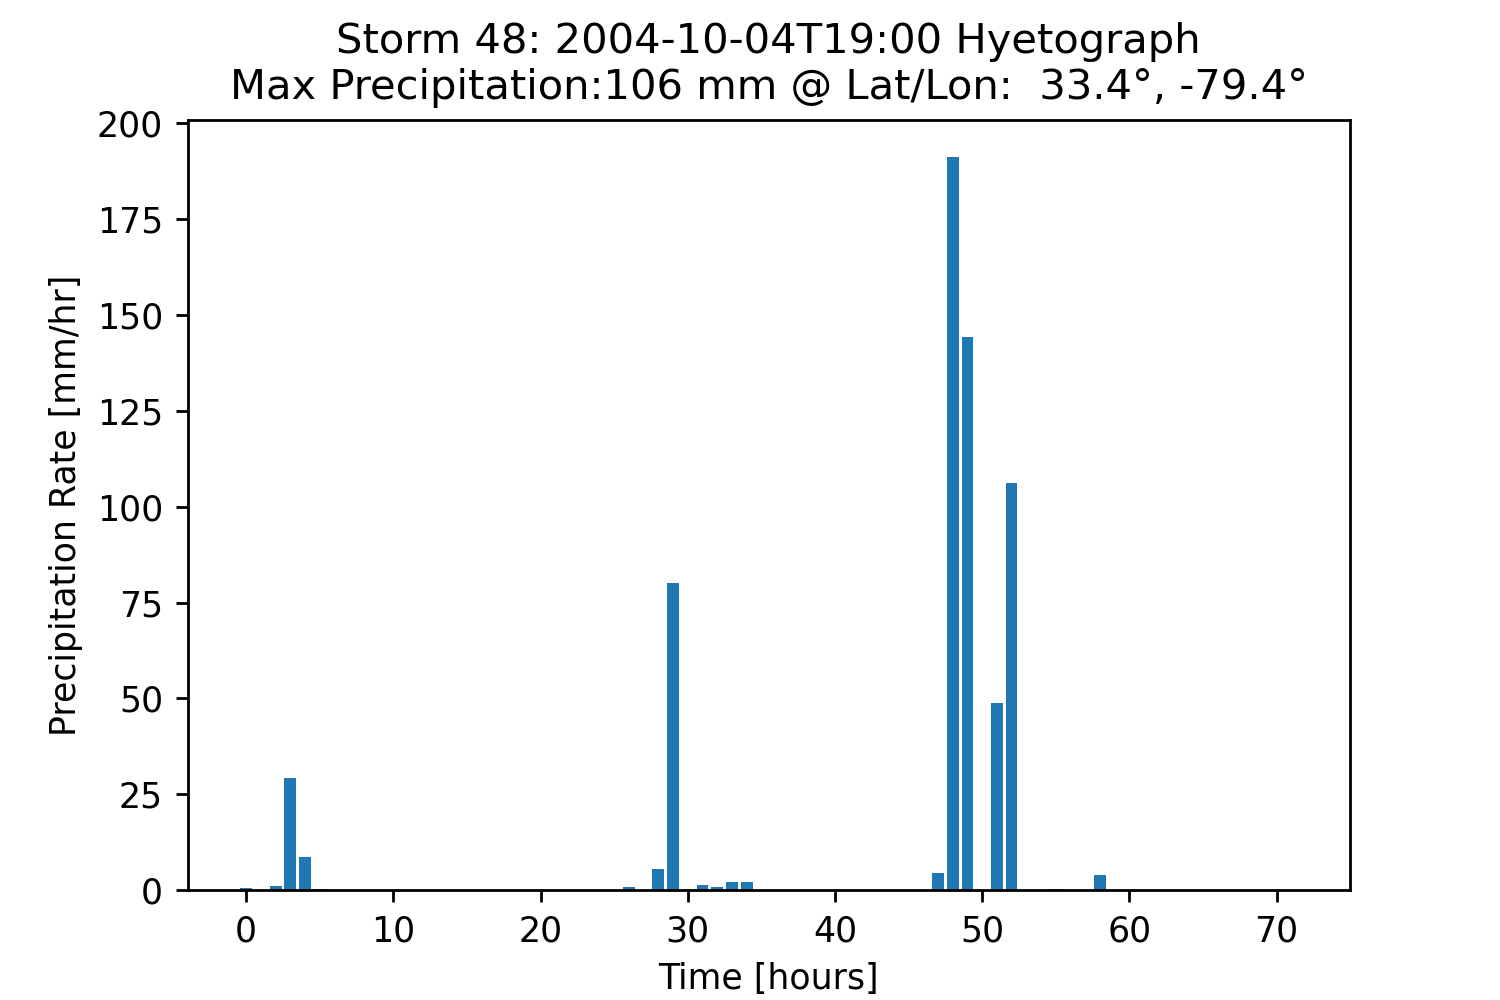 Storm 48: 2004-10-04T19:00 Hyetograph
Max Precipitation:106 mm @ Lat/Lon:  33.4°, -79.4°
200
175
150
125
100
75
50
25
0
Precipitation Rate [mm/hr]
0 10 20 30 40 50 60 70
Time [hours]